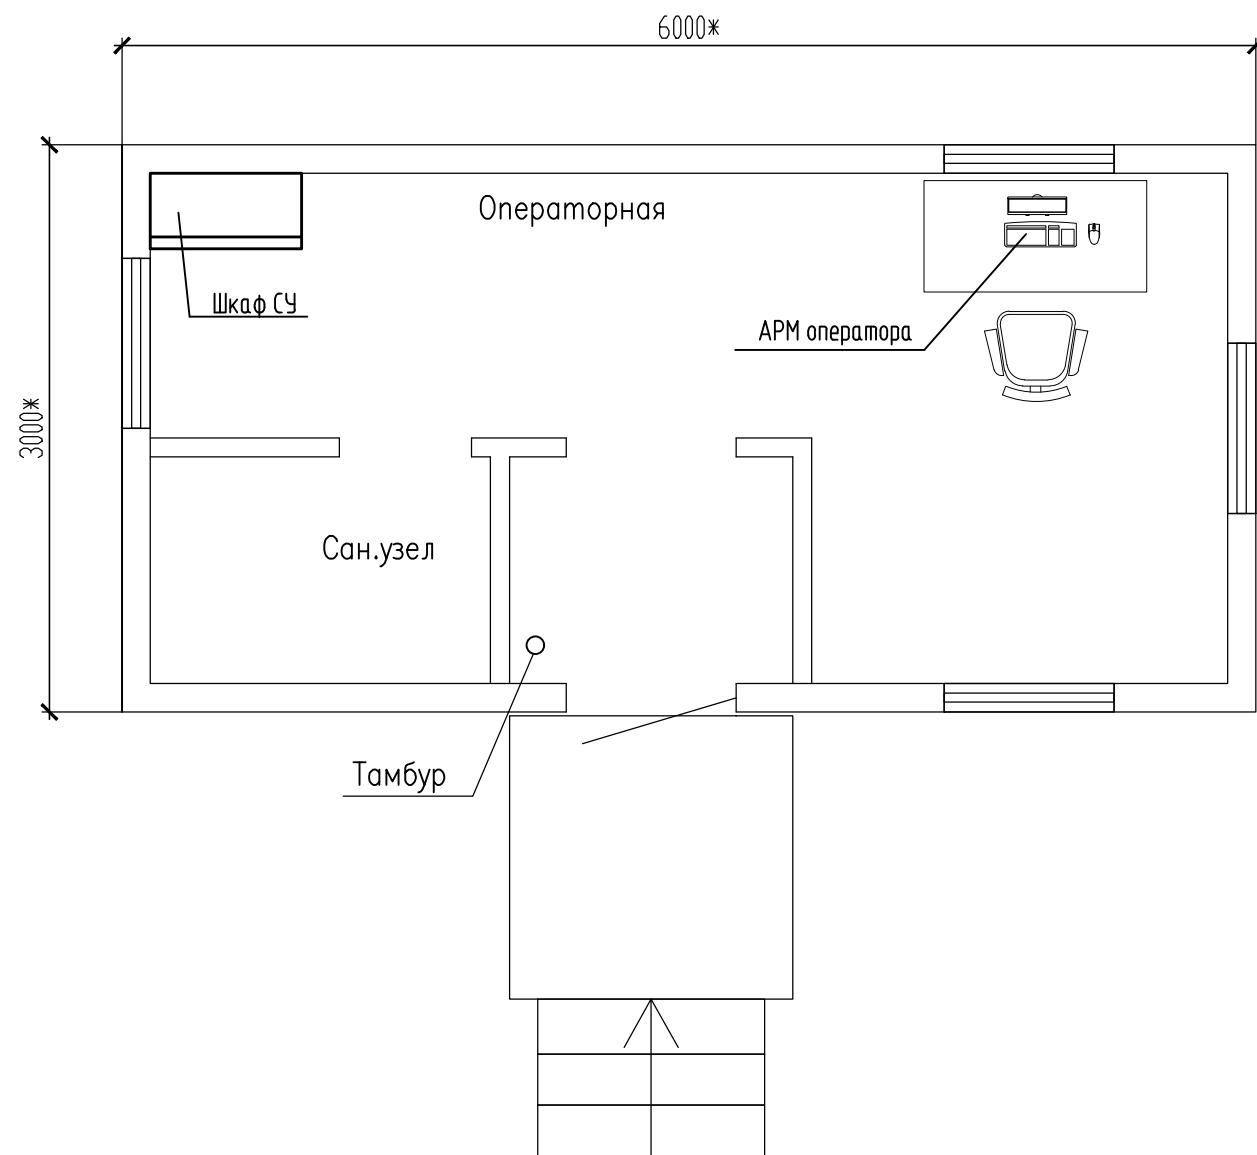 6000*
Операторная
Шкаф СУ
АРМ оператора
3000*
Сан.узел
Тамбур